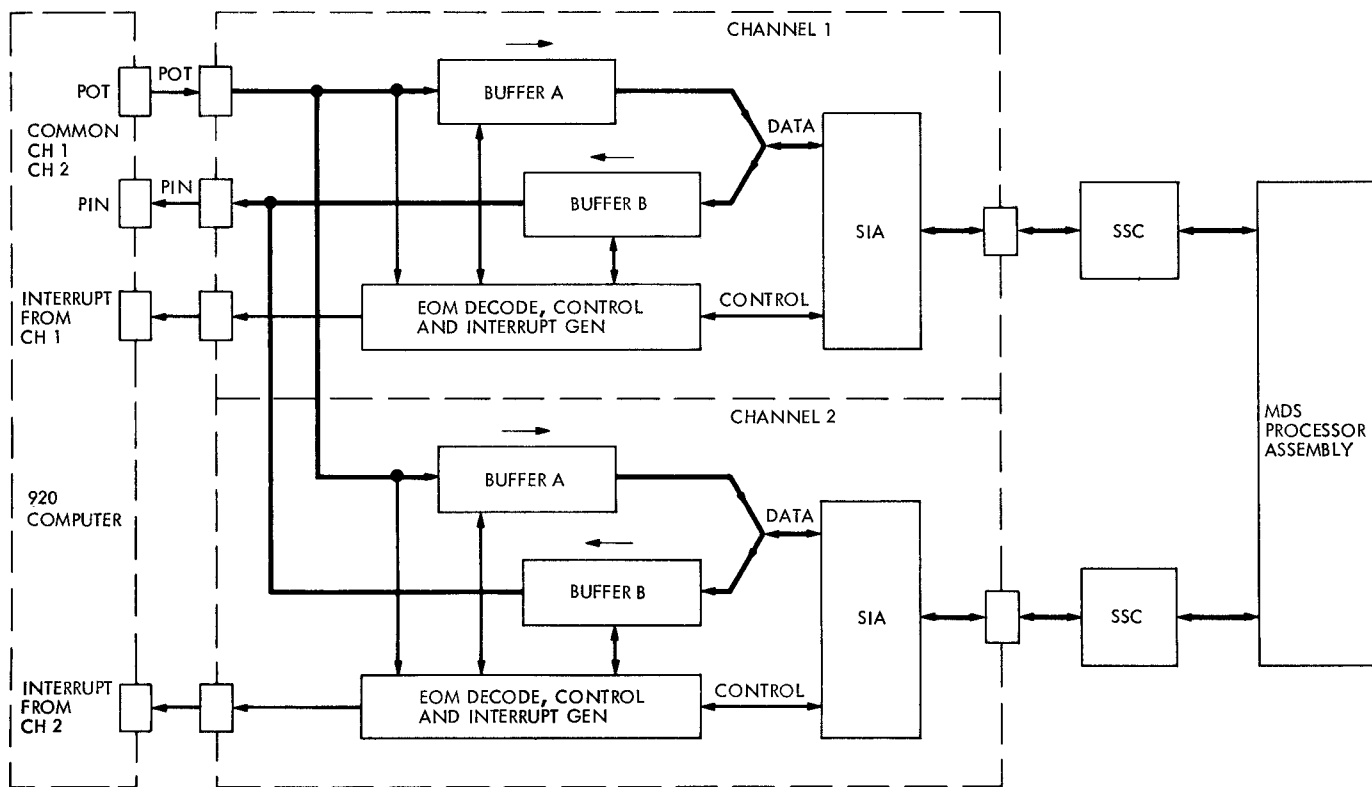 CHANNEL 1
POT
POT
COMMON
CH 1
CH 2
BUFFER A
DATA
PIN
PIN
BUFFER B
SIA
SSC
INTERRUPT
FROM
CH 1
EOM DECODE, CONTROL
AND INTERRUPT GEN
CONTROL
CHANNEL 2
MDS
PROCESSOR
ASSEMBLY
920
COMPUTER
BUFFER A
DATA
BUFFER B
SIA
SSC
INTERRUPT
FROM
CH 2
EOM DECODE, CONTROL
AND INTERRUPT GEN
CONTROL